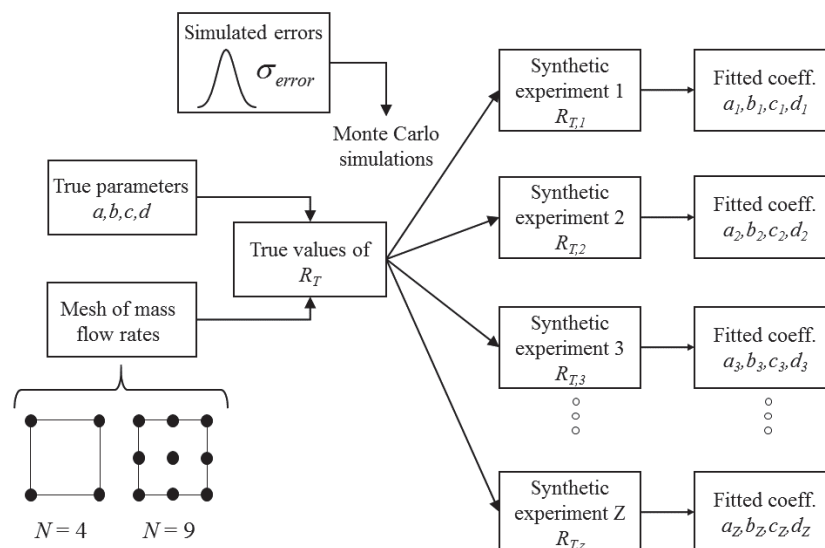 Simulated errors
σerror
Monte Carlo
simulations
True parameters
a,b,c,d
Mesh of mass
flow rates
N = 4
N = 9
True values of
RT
Synthetic
experiment 1
RT,1
Fitted coeff.
a1,b1,c1,d1
Synthetic
experiment 2
RT,2
Fitted coeff.
a2,b2,c2,d2
Synthetic
experiment 3
RT,3
Fitted coeff.
a3,b3,c3,d3
Synthetic
experiment Z
RT,z
Fitted coeff.
aZ,bZ,cZ,dZ